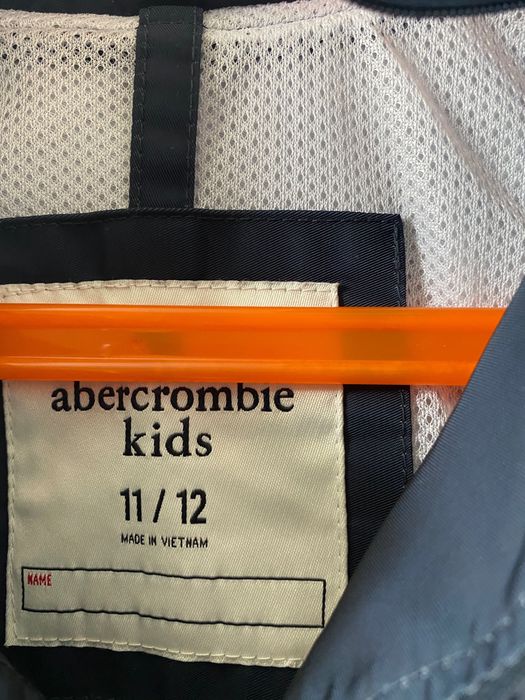 abercrombie
kids
11 / 12
MADE IN VIETNAM
NAME